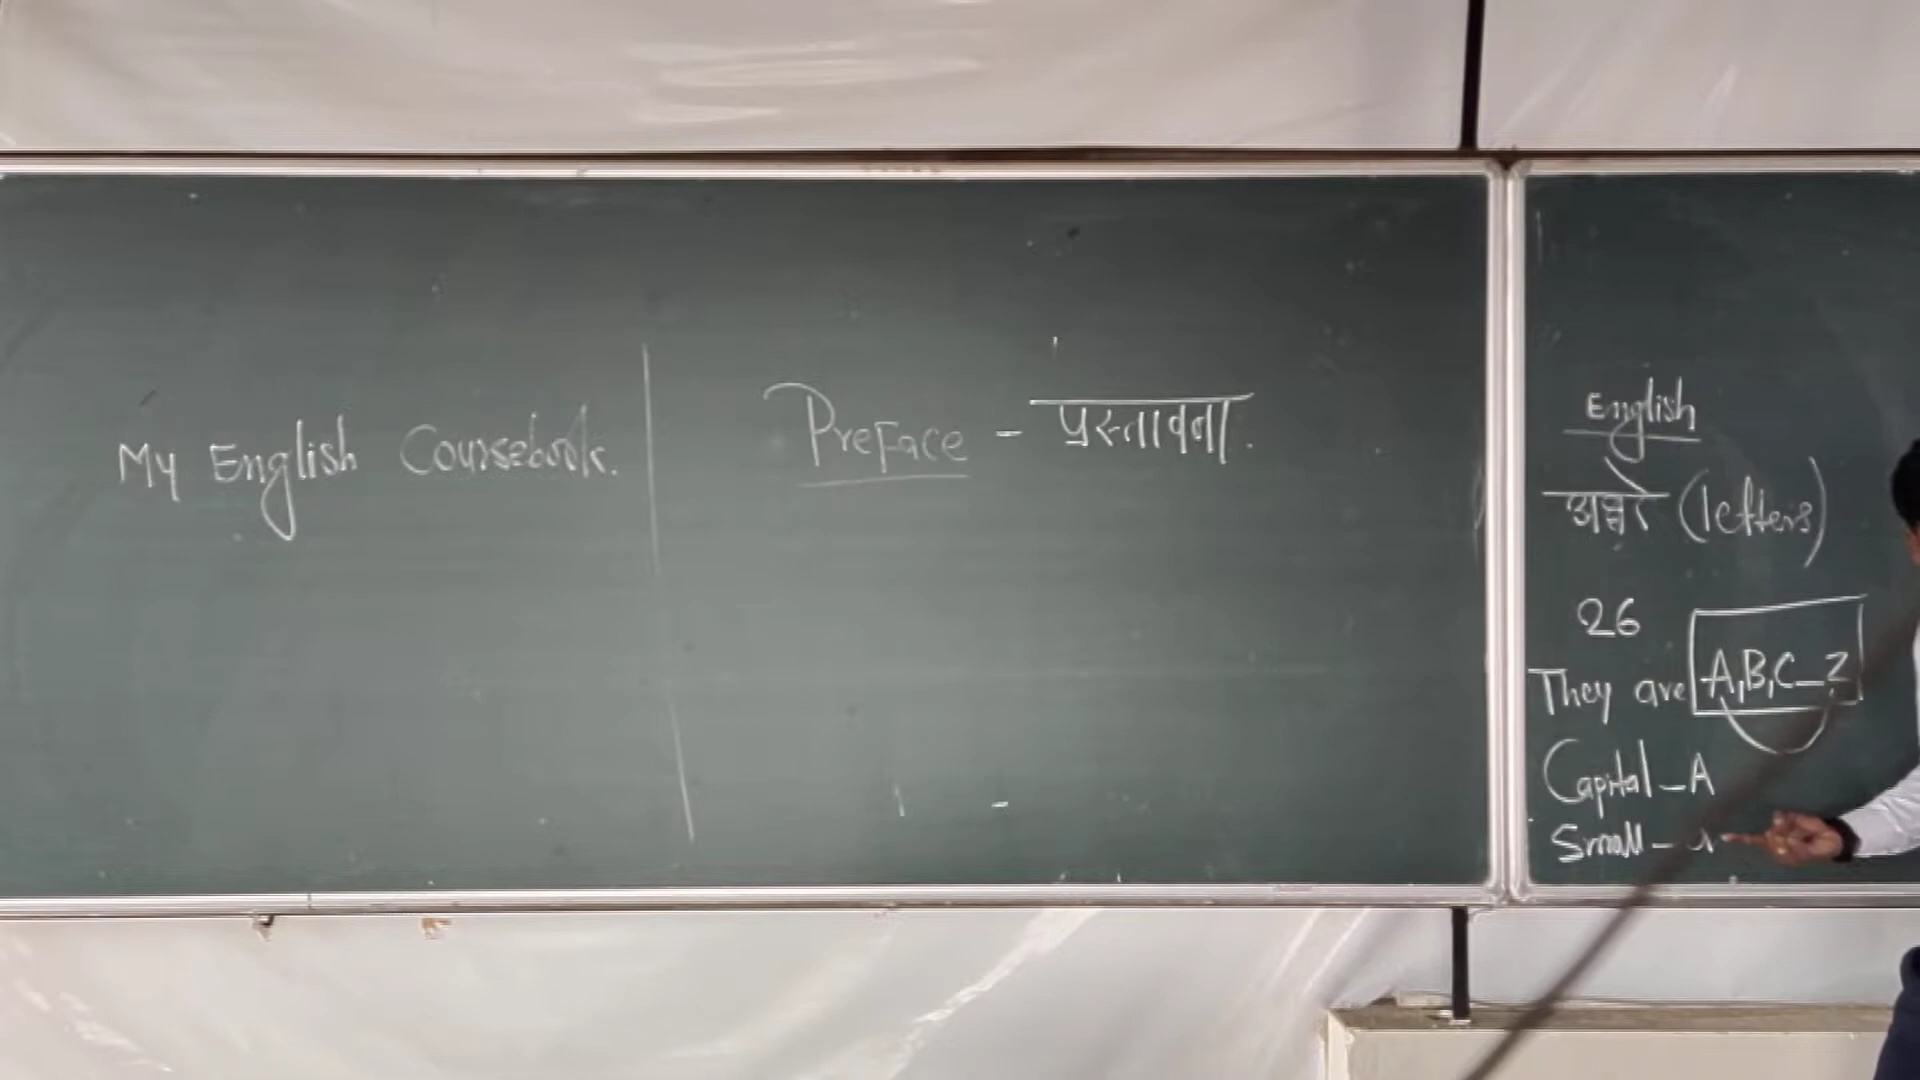 My English Coursebook.
Preface - प्रस्तावना.
English
अक्षरे (letters)
26
They are A,B,C_Z
Capital - A
Small - a